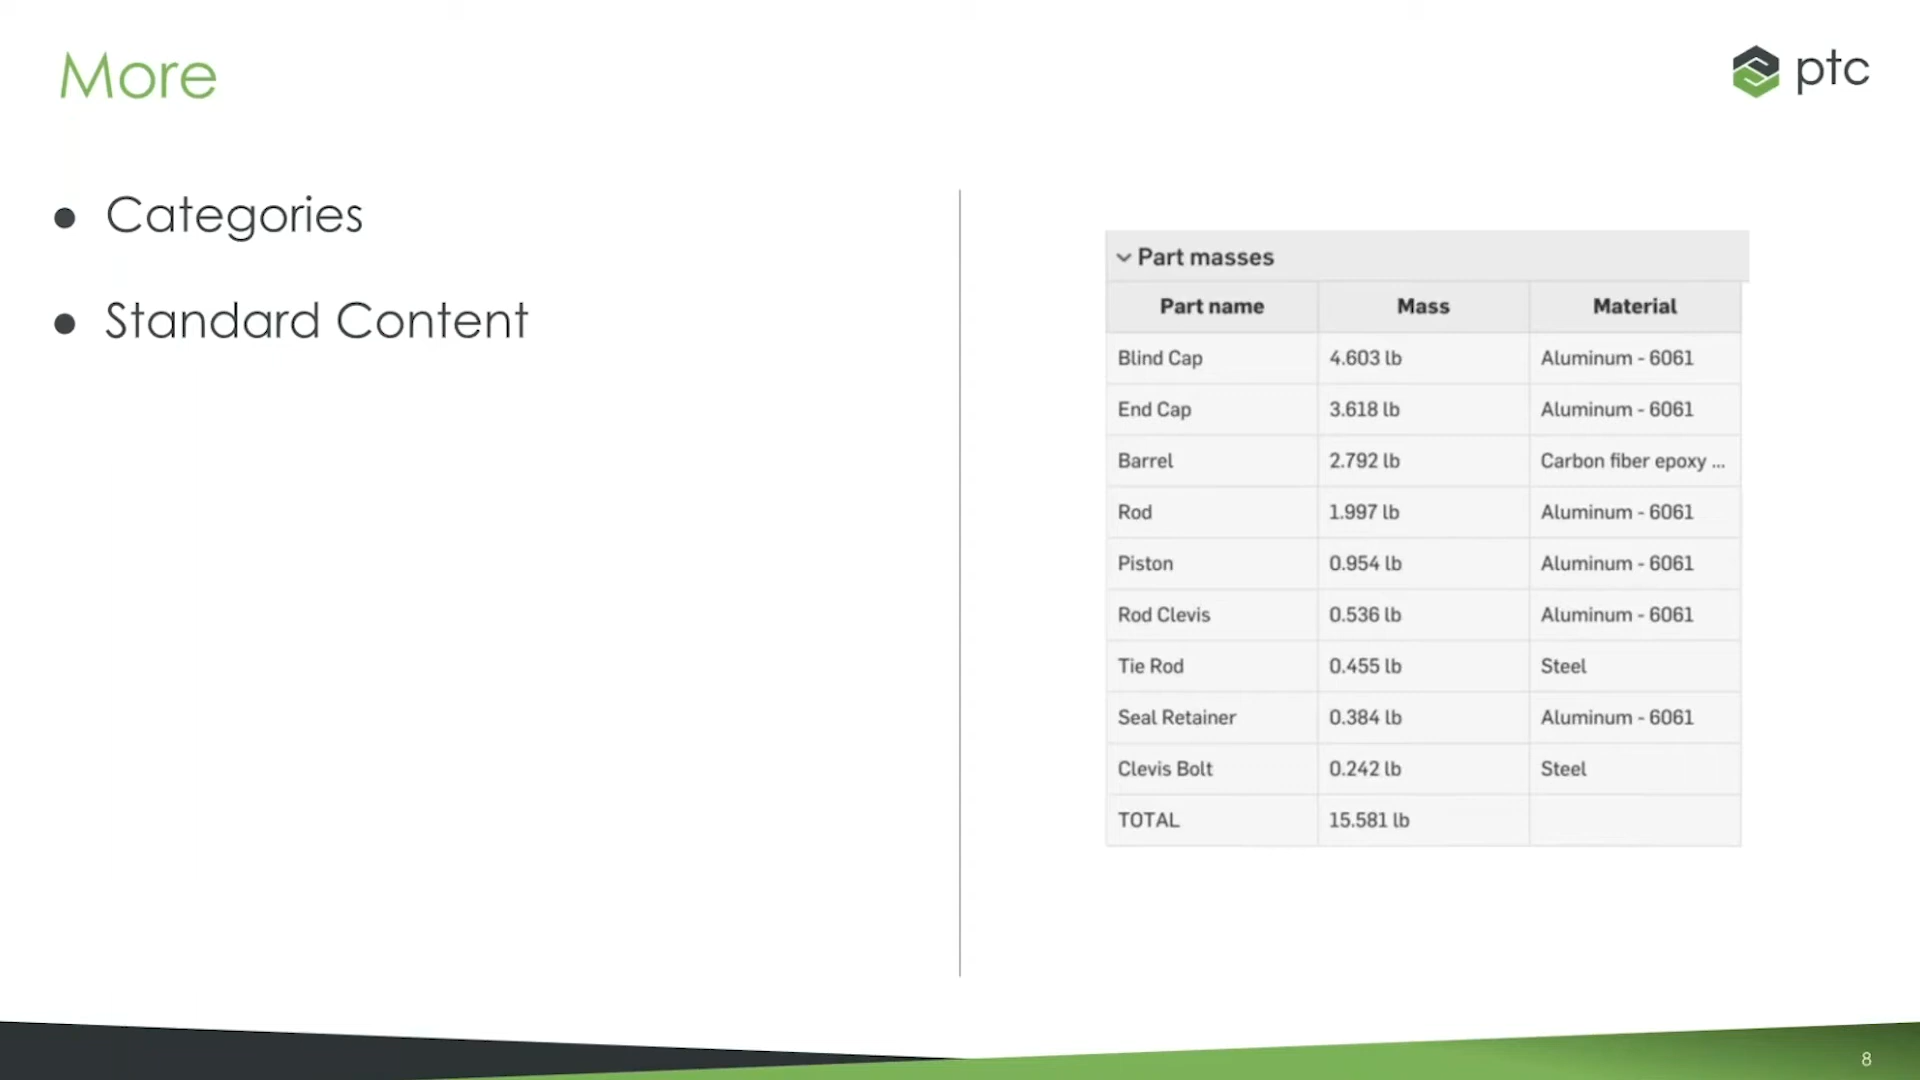 More
ptc
● Categories
● Standard Content
Part masses
Part name Mass Material
Blind Cap 4.603 lb Aluminum - 6061
End Cap 3.618 lb Aluminum - 6061
Barrel 2.792 lb Carbon fiber epoxy ...
Rod 1.997 lb Aluminum - 6061
Piston 0.954 lb Aluminum - 6061
Rod Clevis 0.536 lb Aluminum - 6061
Tie Rod 0.455 lb Steel
Seal Retainer 0.384 lb Aluminum - 6061
Clevis Bolt 0.242 lb Steel
TOTAL 15.581 lb
8